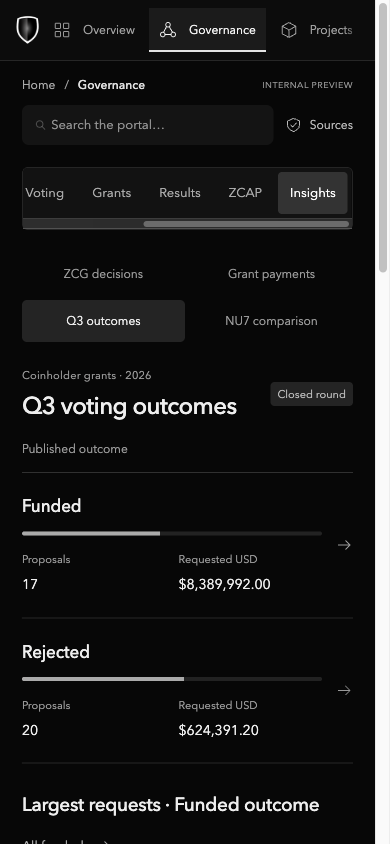 Overview Governance Projects
Home / Governance INTERNAL PREVIEW
Search the portal… Sources
Voting Grants Results ZCAP Insights
ZCG decisions Grant payments
Q3 outcomes NU7 comparison
Coinholder grants · 2026
Q3 voting outcomes Closed round
Published outcome
Funded
Proposals Requested USD
17 $8,389,992.00
Rejected
Proposals Requested USD
20 $624,391.20
Largest requests · Funded outcome